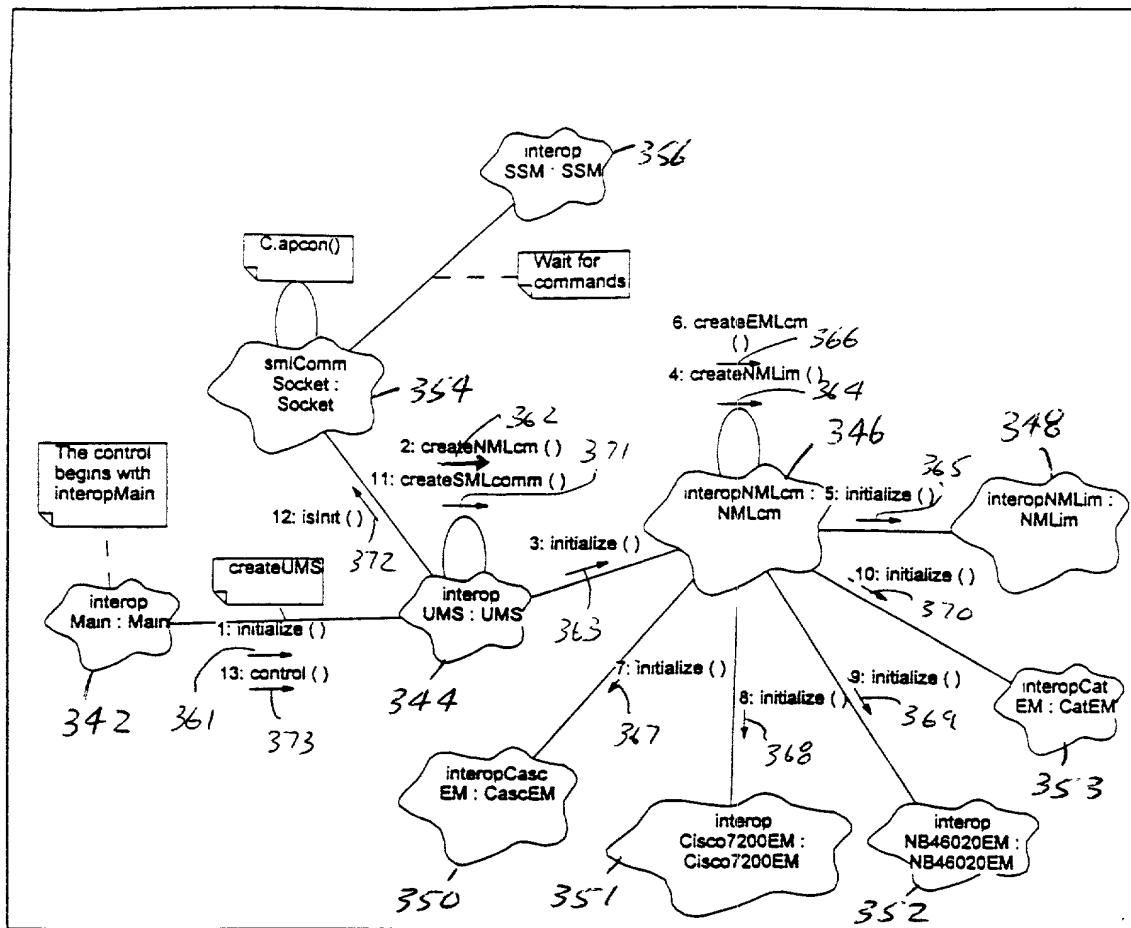 interop
SSM : SSM
356
C.apcon()
Wait for
commands
smlComm
Socket :
Socket
354
6. createEMLcm
()
366
4: createNMLim ()
364
362
2: createNMLcm ()
371
11: createSMLcomm ()
The control
begins with
interopMain
12: isInit ()
372
346
348
365
interopNMLcm :
NMLcm
5: initialize ()
interopNMLim :
NMLim
3: initialize ()
363
createUMS
interop
Main : Main
1: initialize ()
interop
UMS : UMS
10: initialize ()
370
342
361
13: control ()
373
344
7: initialize ()
367
8: initialize ()
368
9: initialize ()
369
interopCat
EM : CatEM
353
interopCasc
EM : CascEM
350
interop
Cisco7200EM :
Cisco7200EM
351
interop
NB46020EM :
NB46020EM
352